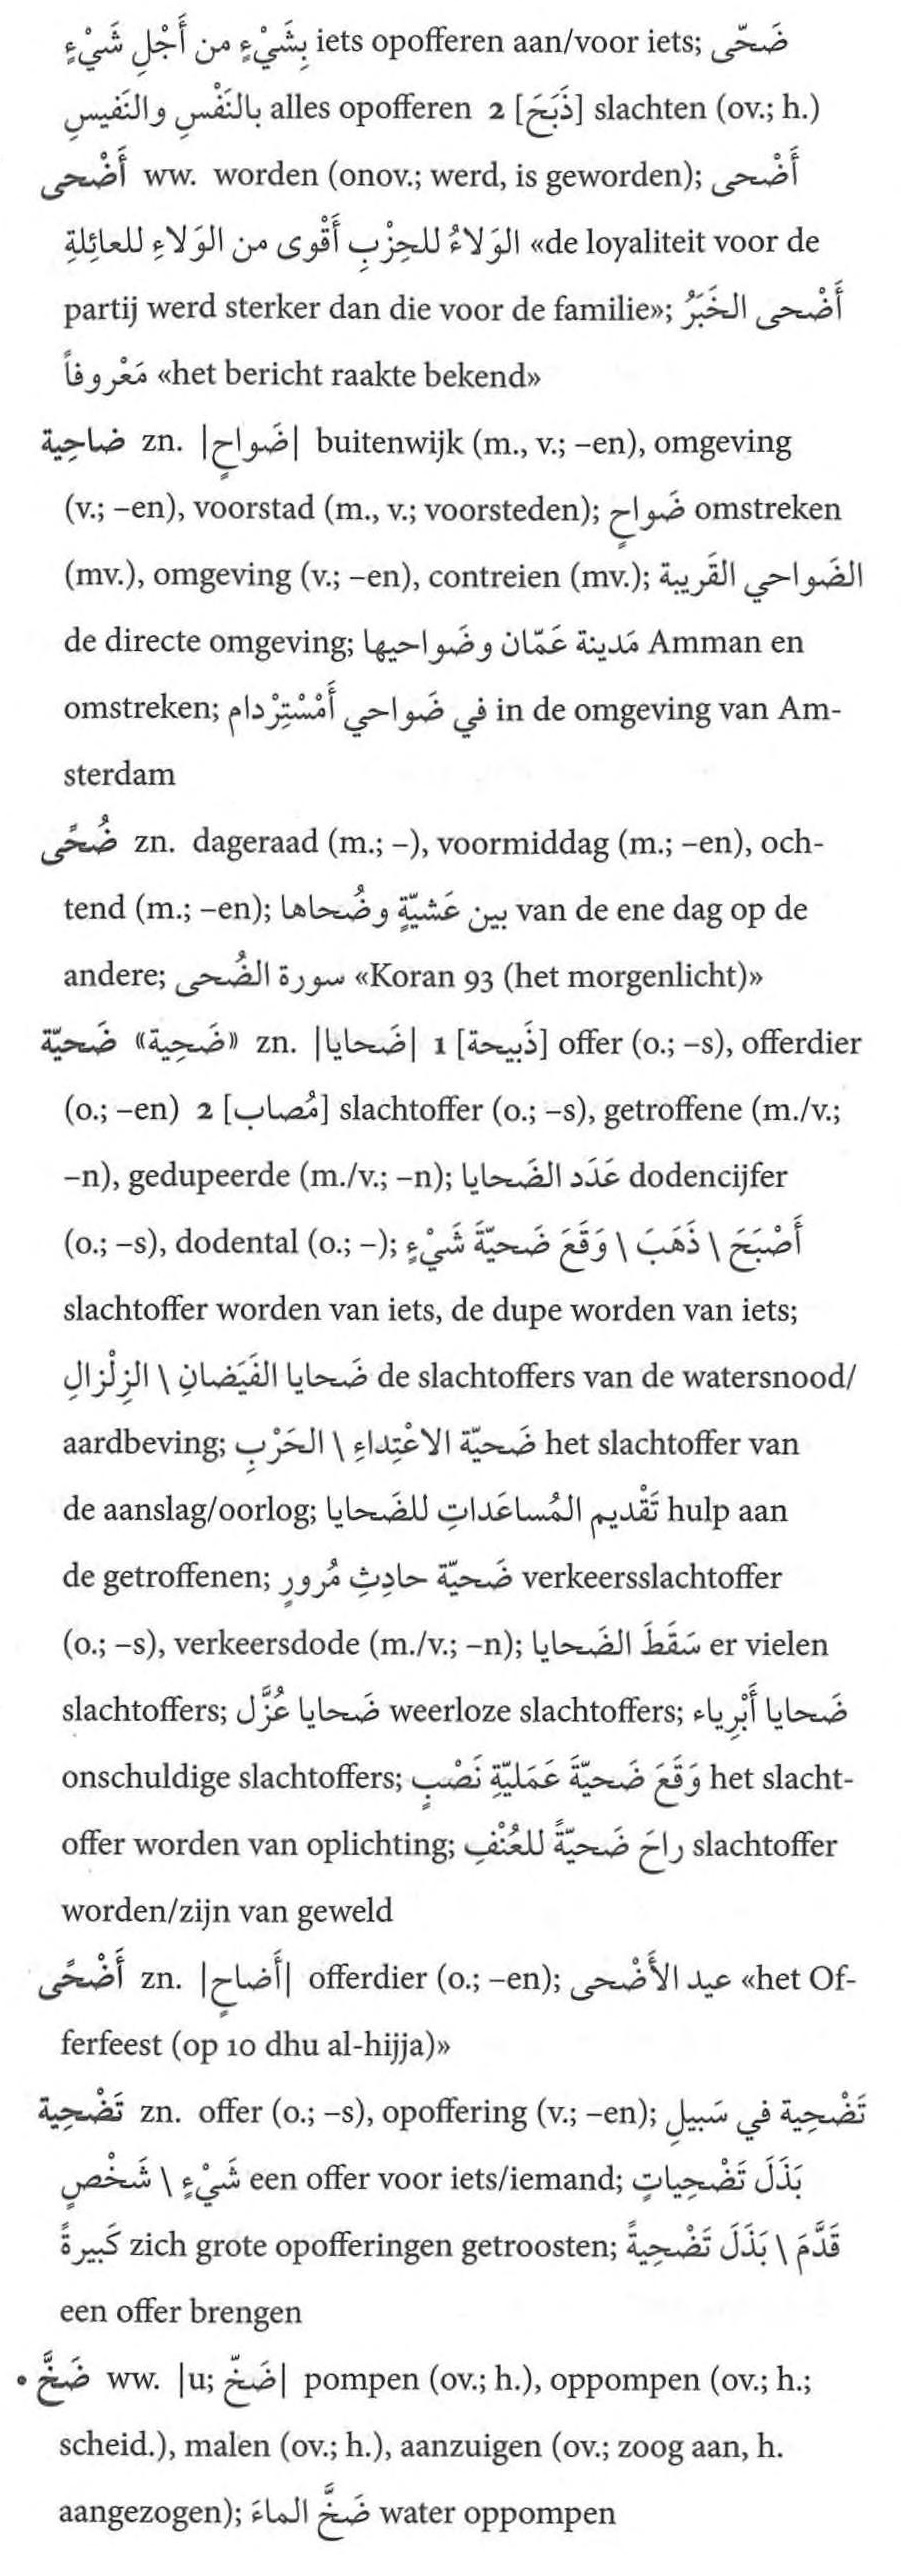 بِشَيْءٍ من أَجْلِ شَيْءٍ iets opofferen aan/voor iets; ضَحّى
بالنَفْسِ والنَفيسِ alles opofferen 2 [ذَبَحَ] slachten (ov.; h.)
أَضْحى ww. worden (onov.; werd, is geworden); أَضْحى
الوَلاءُ للحِزْبِ أَقْوى من الوَلاءِ للعائِلةِ «de loyaliteit voor de
partij werd sterker dan die voor de familie»; أَضْحى الخَبَرُ
مَعْروفاً «het bericht raakte bekend»
ضاحِية zn. |ضَواحٍ| buitenwijk (m., v.; –en), omgeving
(v.; –en), voorstad (m., v.; voorsteden); ضَواحٍ omstreken
(mv.), omgeving (v.; –en), contreien (mv.); الضَواحي القَريبة
de directe omgeving; مَدينة عَمّان وضَواحيها Amman en
omstreken; في ضَواحي أَمْسْتِرْدام in de omgeving van Am-
sterdam
ضُحًى zn. dageraad (m.; –), voormiddag (m.; –en), och-
tend (m.; –en); بين عَشيّةٍ وضُحاها van de ene dag op de
andere; سورة الضُحى «Koran 93 (het morgenlicht)»
ضَحيّة «ضَحِية» zn. |ضَحايا| 1 [ذَبيحة] offer (o.; –s), offerdier
(o.; –en) 2 [مُصاب] slachtoffer (o.; –s), getroffene (m./v.;
–n), gedupeerde (m./v.; –n); عَدَد الضَحايا dodencijfer
(o.; –s), dodental (o.; –); أَصْبَحَ \ ذَهَبَ \ وَقَعَ ضَحيّةَ شَيْءٍ
slachtoffer worden van iets, de dupe worden van iets;
ضَحايا الفَيَضانِ \ الزِلْزالِ de slachtoffers van de watersnood/
aardbeving; ضَحيّة الاعْتِداءِ \ الحَرْبِ het slachtoffer van
de aanslag/oorlog; تَقْديم المُساعَداتِ للضَحايا hulp aan
de getroffenen; ضَحيّة حادِثِ مُرورٍ verkeersslachtoffer
(o.; –s), verkeersdode (m./v.; –n); سَقَطَ الضَحايا er vielen
slachtoffers; ضَحايا عُزَّل weerloze slachtoffers; ضَحايا أَبْرِياء
onschuldige slachtoffers; وَقَعَ ضَحيّةَ عَمَليّةِ نَصْبٍ het slacht-
offer worden van oplichting; راحَ ضَحيّةً للعُنْفِ slachtoffer
worden/zijn van geweld
أَضْحًى zn. |أَضاحٍ| offerdier (o.; –en); عيد الأَضْحى «het Of-
ferfeest (op 10 dhu al-hijja)»
تَضْحِية zn. offer (o.; –s), opoffering (v.; –en); تَضْحِية في سَبيلِ
شَيْءٍ \ شَخْصٍ een offer voor iets/iemand; بَذَلَ تَضْحِياتٍ
كَبيرةً zich grote opofferingen getroosten; قَدَّمَ \ بَذَلَ تَضْحِيةً
een offer brengen
• ضَخَّ ww. |u; ضَخّ| pompen (ov.; h.), oppompen (ov.; h.;
scheid.), malen (ov.; h.), aanzuigen (ov.; zoog aan, h.
aangezogen); ضَخَّ الماءَ water oppompen